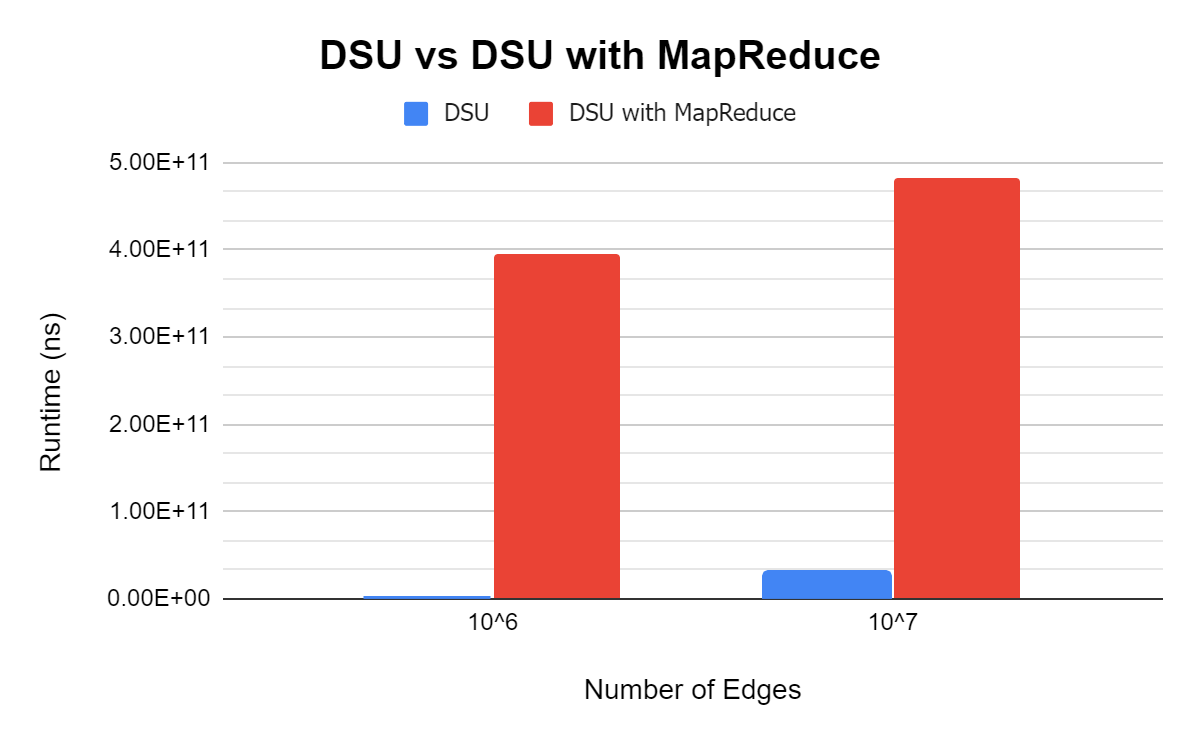 DSU vs DSU with MapReduce
DSU
DSU with MapReduce
5.00E+11
4.00E+11
3.00E+11
2.00E+11
1.00E+11
0.00E+00
Runtime (ns)
10^6
10^7
Number of Edges